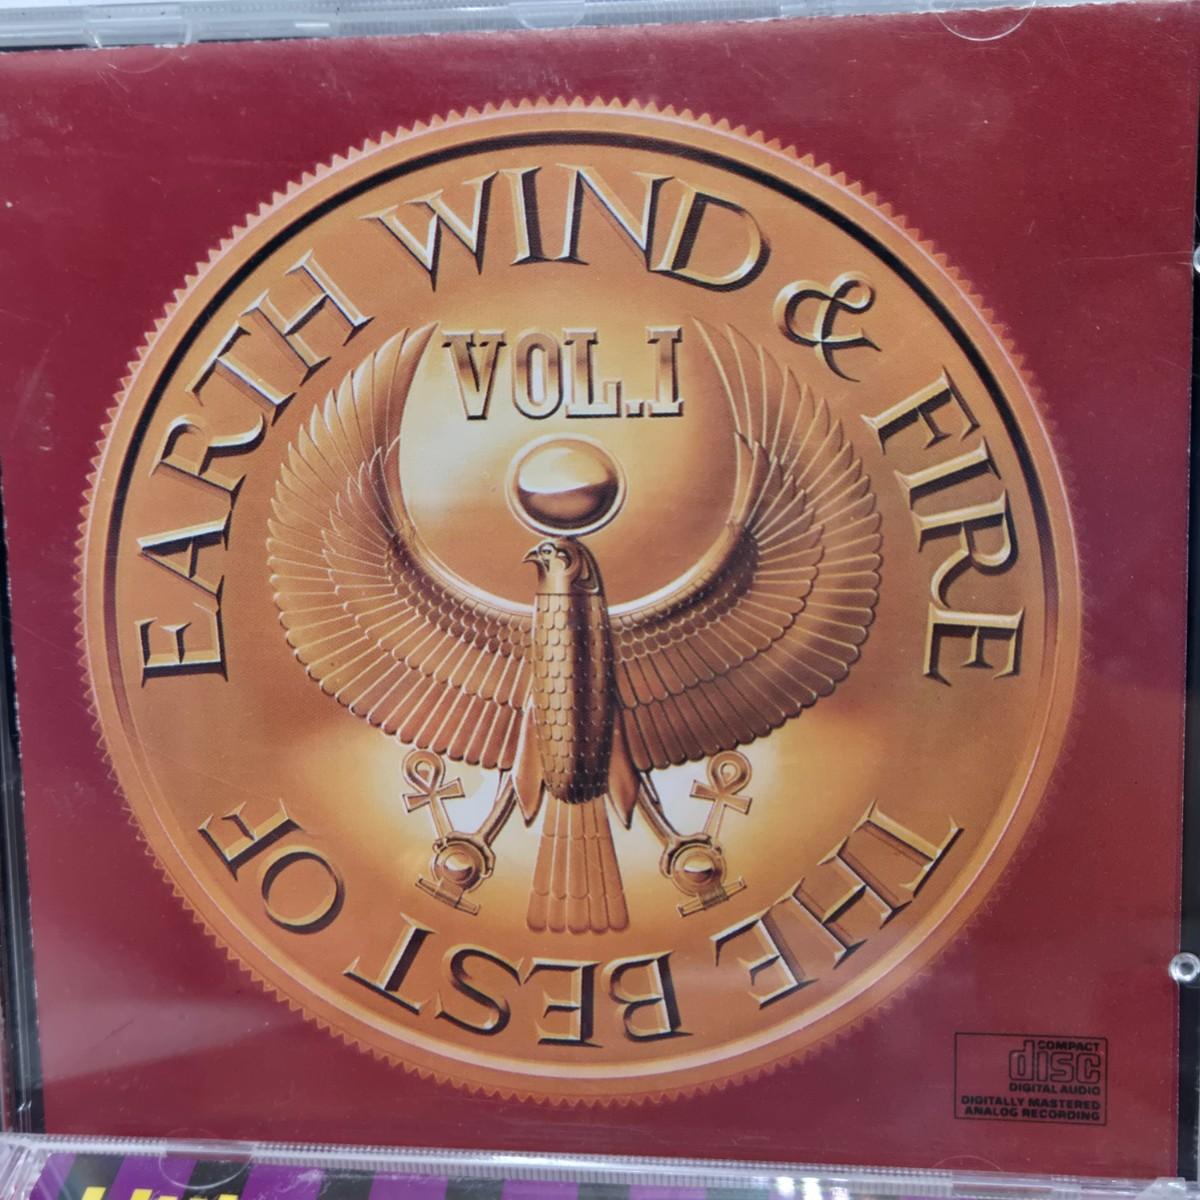 THE BEST OF
EARTH WIND & FIRE
VOL.I
COMPACT
disc
DIGITAL AUDIO
DIGITALLY MASTERED
ANALOG RECORDING